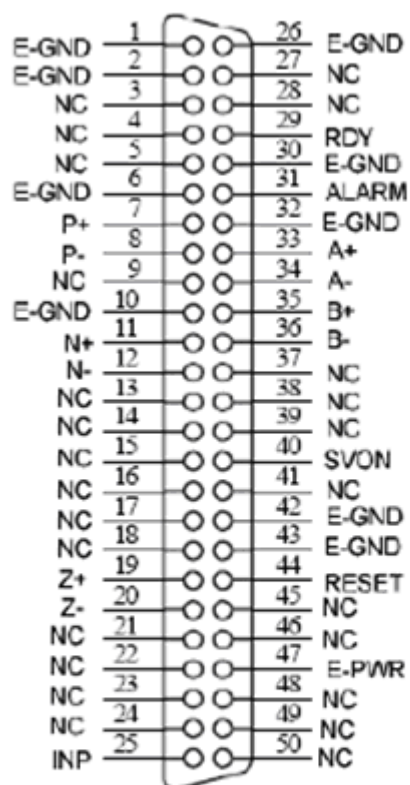 E-GND 1 26 E-GND
E-GND 2 27 NC
NC 3 28 NC
NC 4 29 RDY
NC 5 30 E-GND
E-GND 6 31 ALARM
P+ 7 32 E-GND
P- 8 33 A+
NC 9 34 A-
E-GND 10 35 B+
N+ 11 36 B-
N- 12 37 NC
NC 13 38 NC
NC 14 39 NC
NC 15 40 SVON
NC 16 41 NC
NC 17 42 E-GND
NC 18 43 E-GND
Z+ 19 44 RESET
Z- 20 45 NC
NC 21 46 NC
NC 22 47 E-PWR
NC 23 48 NC
NC 24 49 NC
INP 25 50 NC